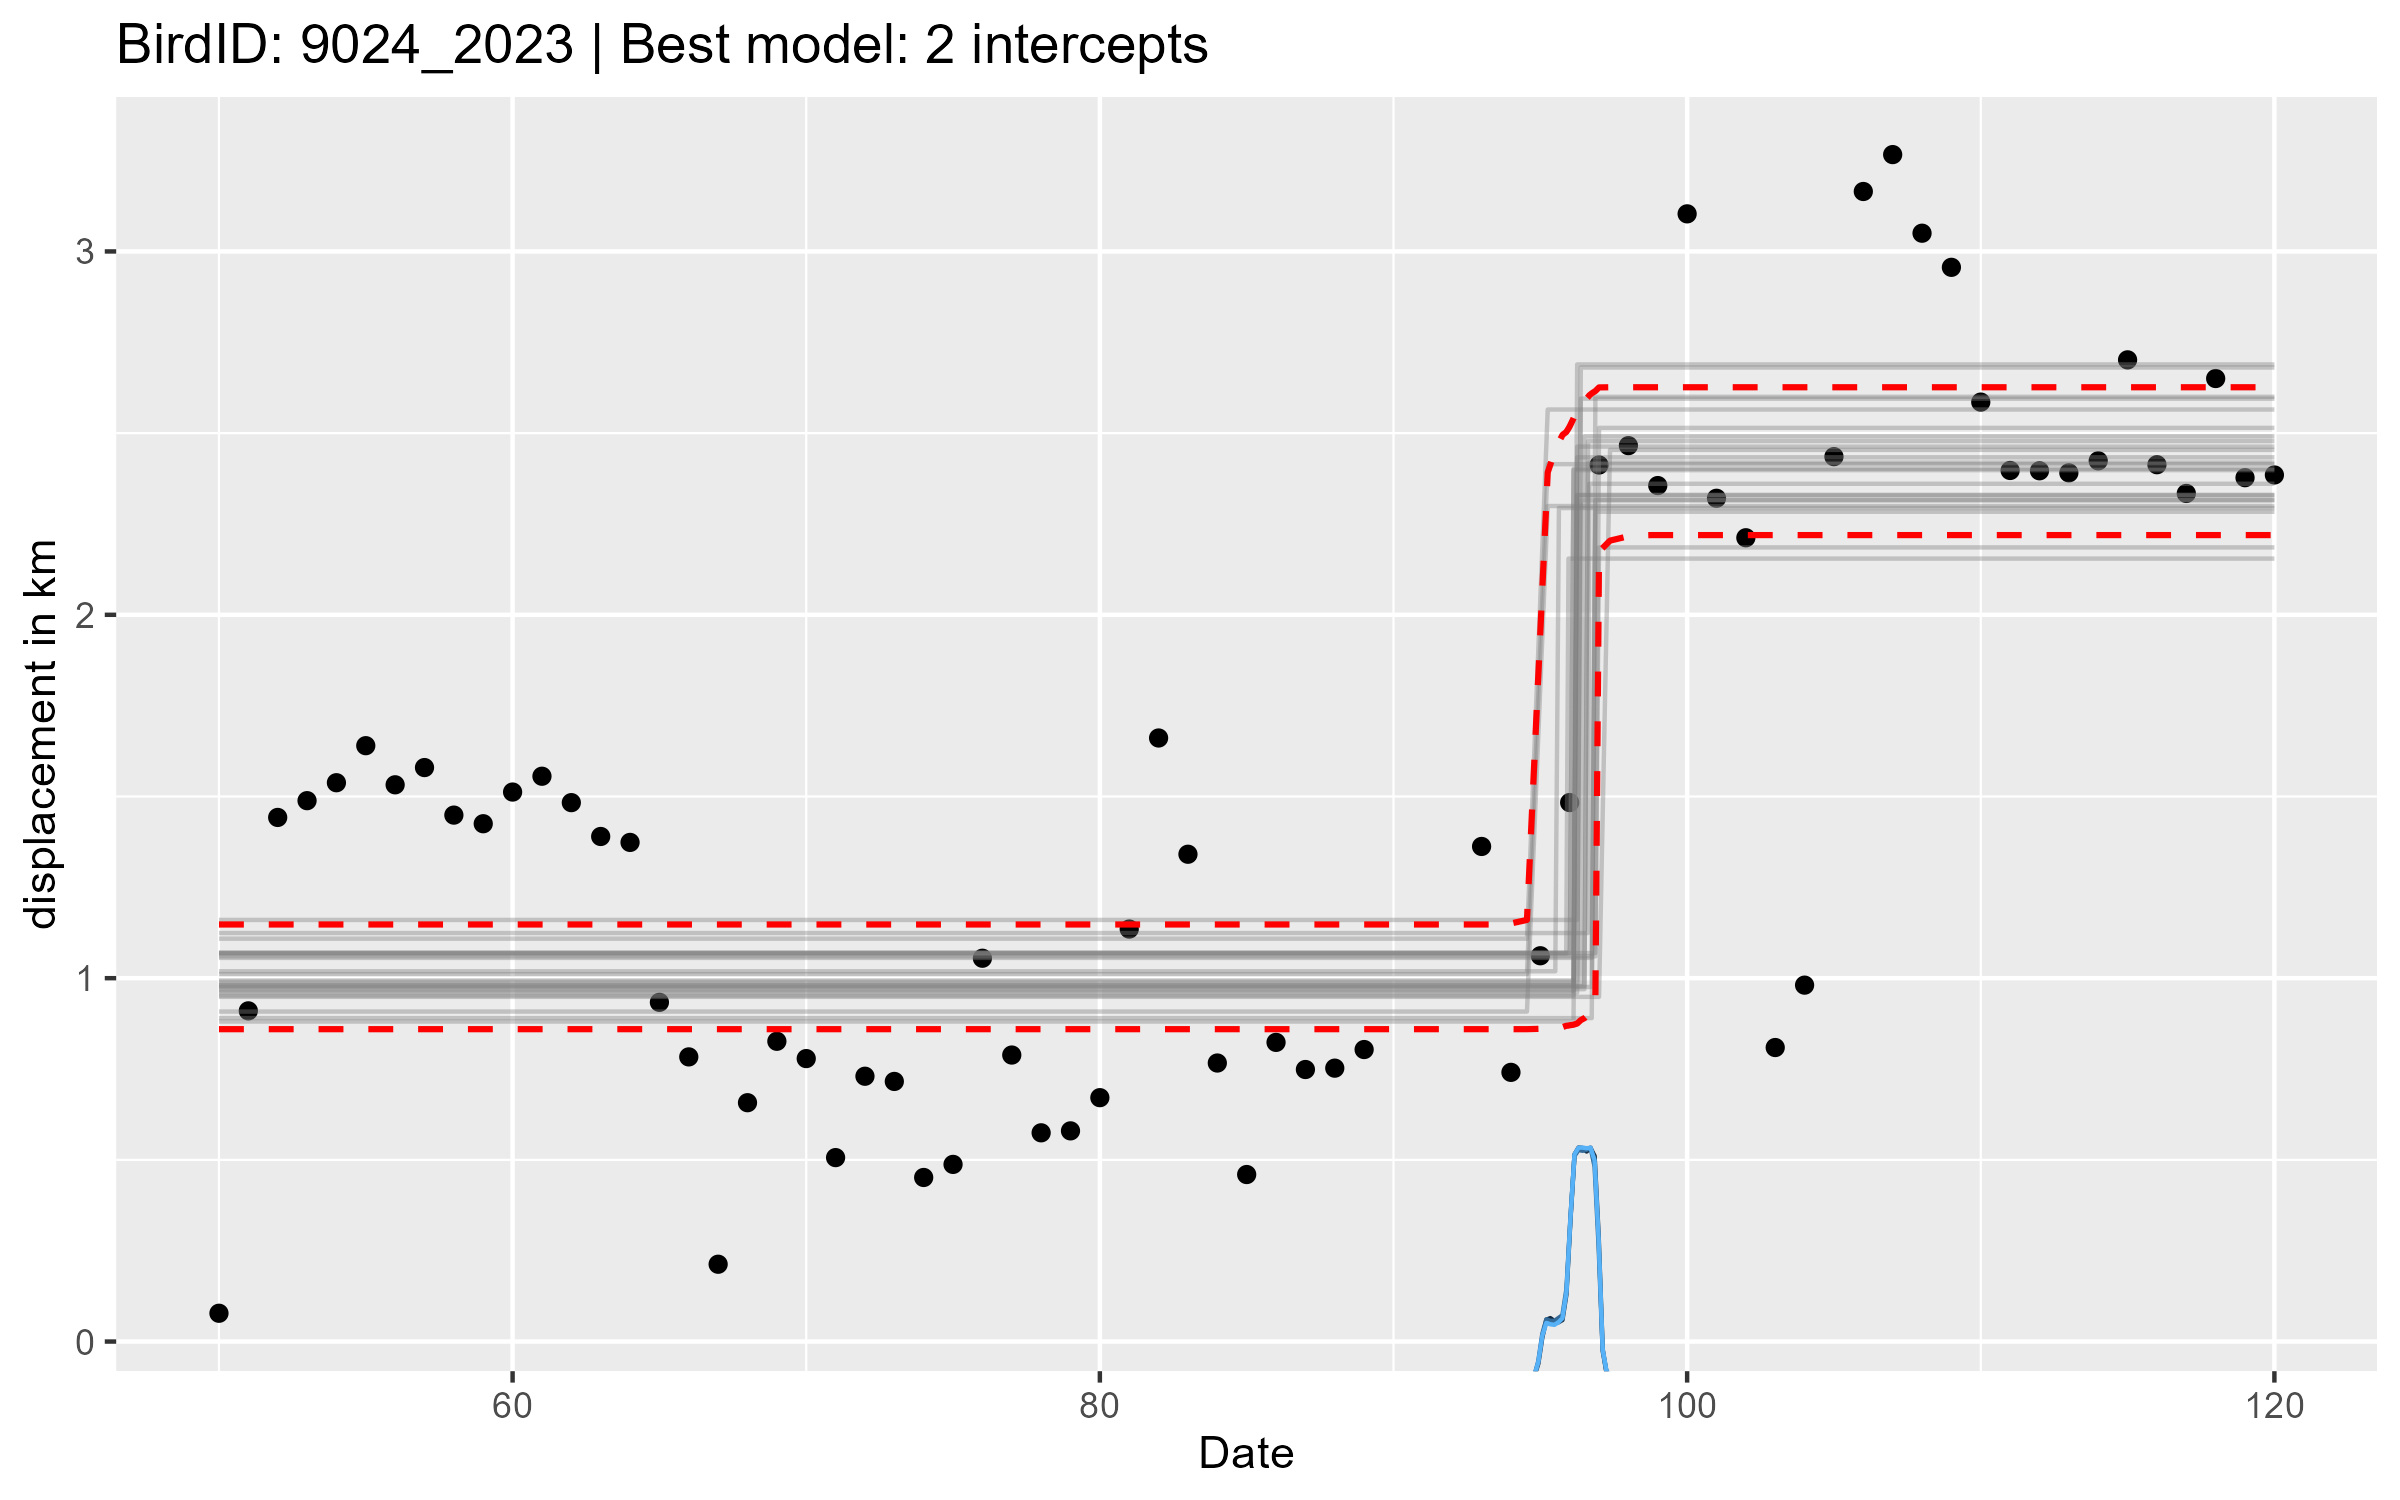 BirdID: 9024_2023 | Best model: 2 intercepts
displacement in km
3
2
1
0
60
80
100
120
Date